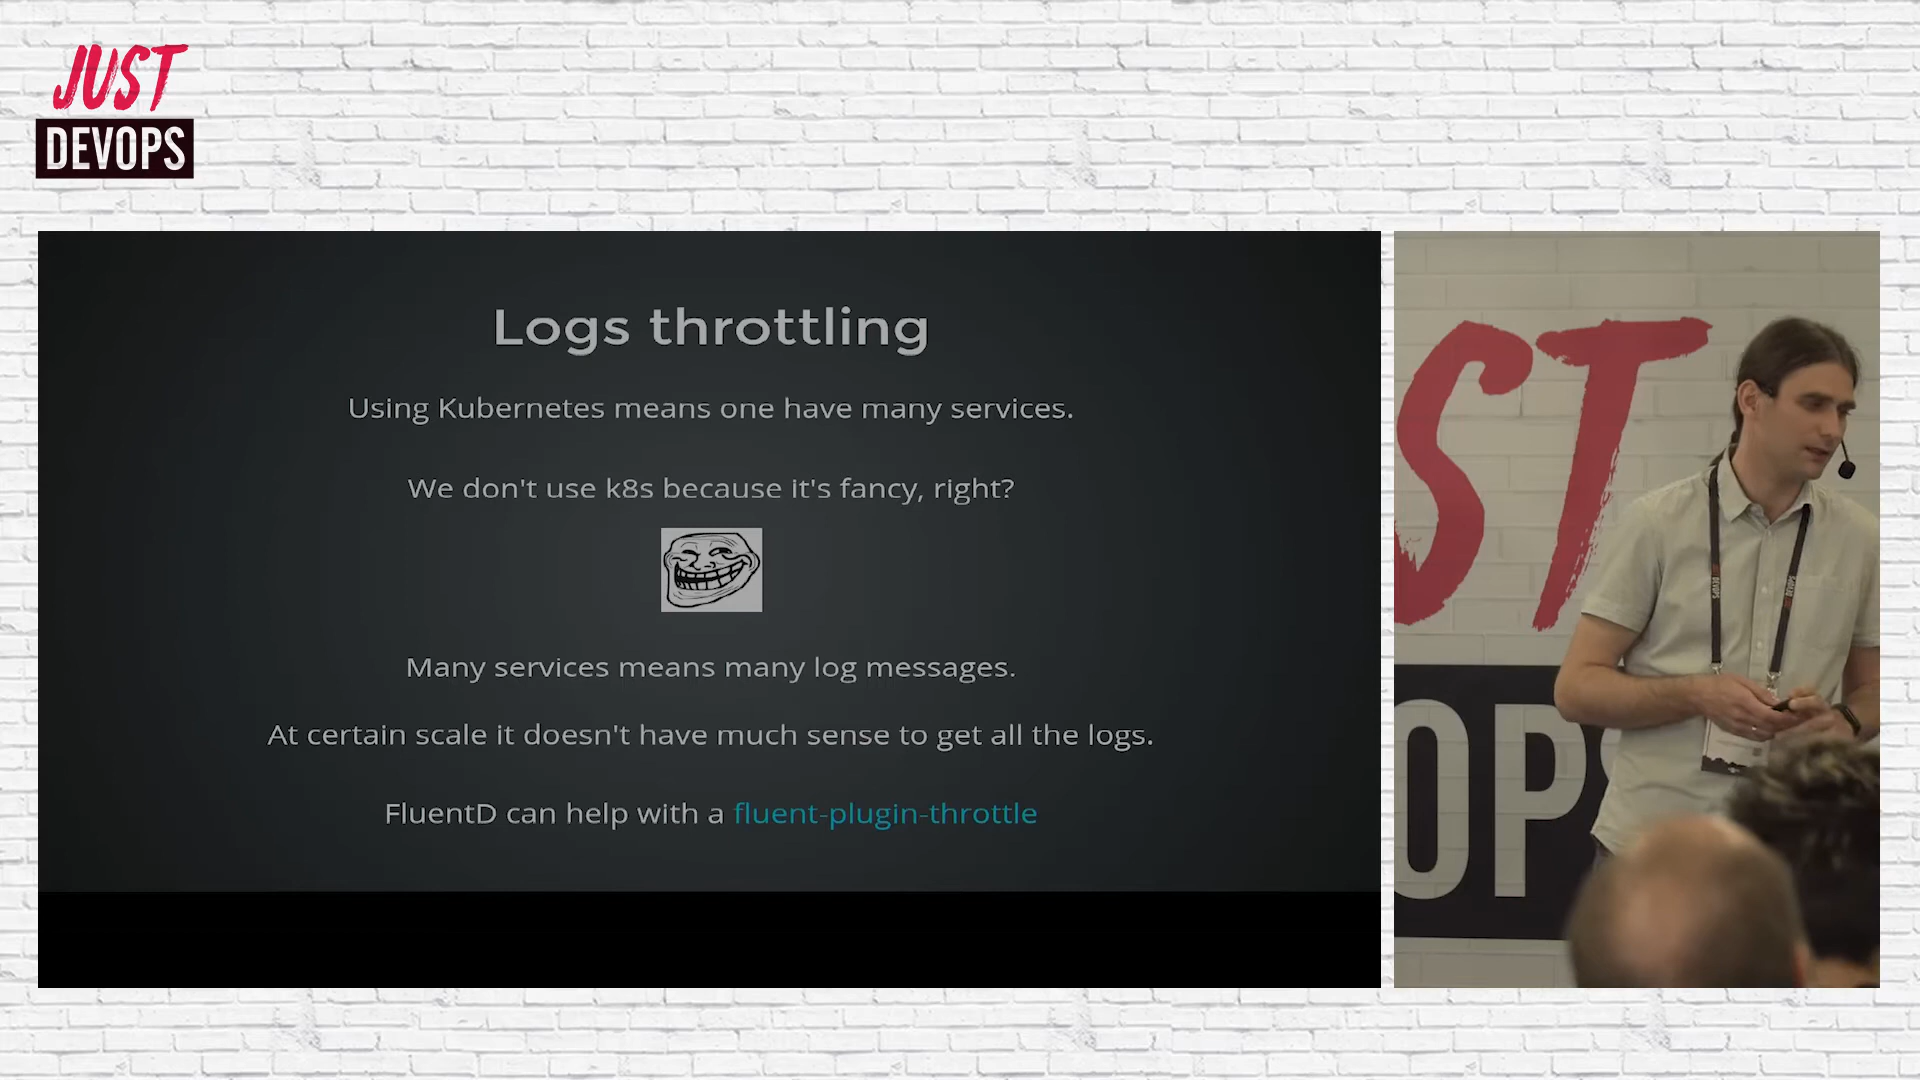 JUST
DEVOPS
Logs throttling
Using Kubernetes means one have many services.
We don't use k8s because it's fancy, right?
Many services means many log messages.
At certain scale it doesn't have much sense to get all the logs.
FluentD can help with a fluent-plugin-throttle
ST
OPS